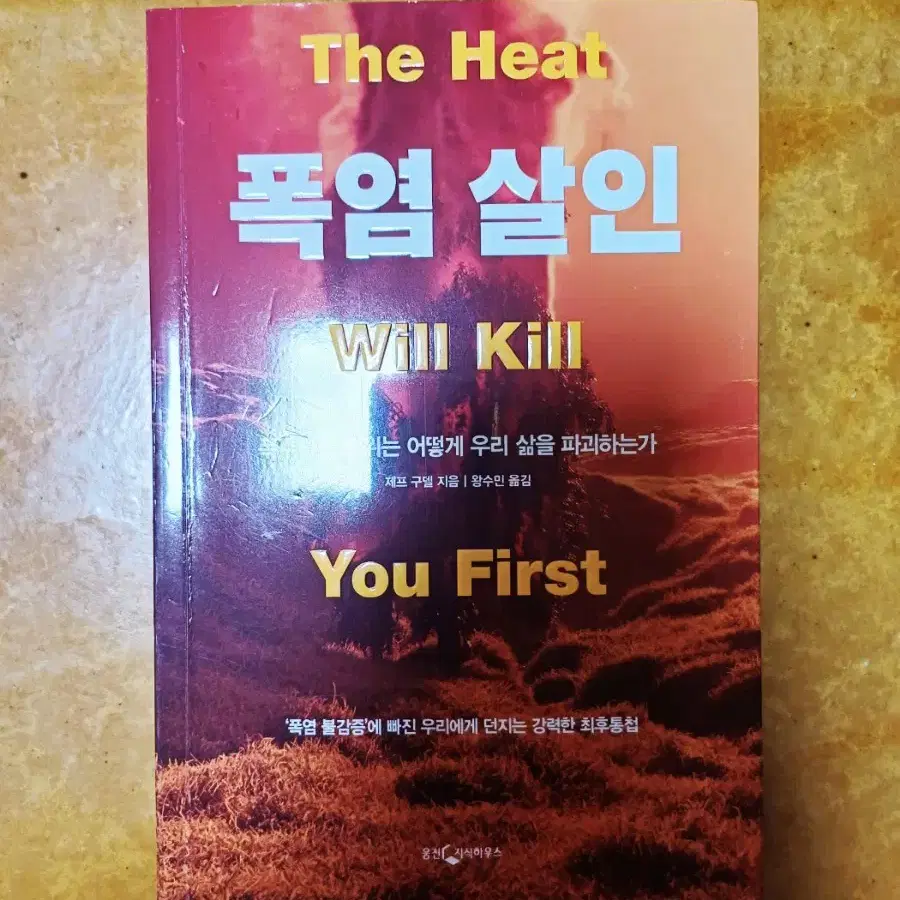 The Heat
폭염 살인
Will Kill
어떻게 우리 삶을 파괴하는가
제프 구델 지음 | 왕수민 옮김
You First
‘폭염 불감증’에 빠진 우리에게 던지는 강력한 최후통첩
웅진 지식하우스